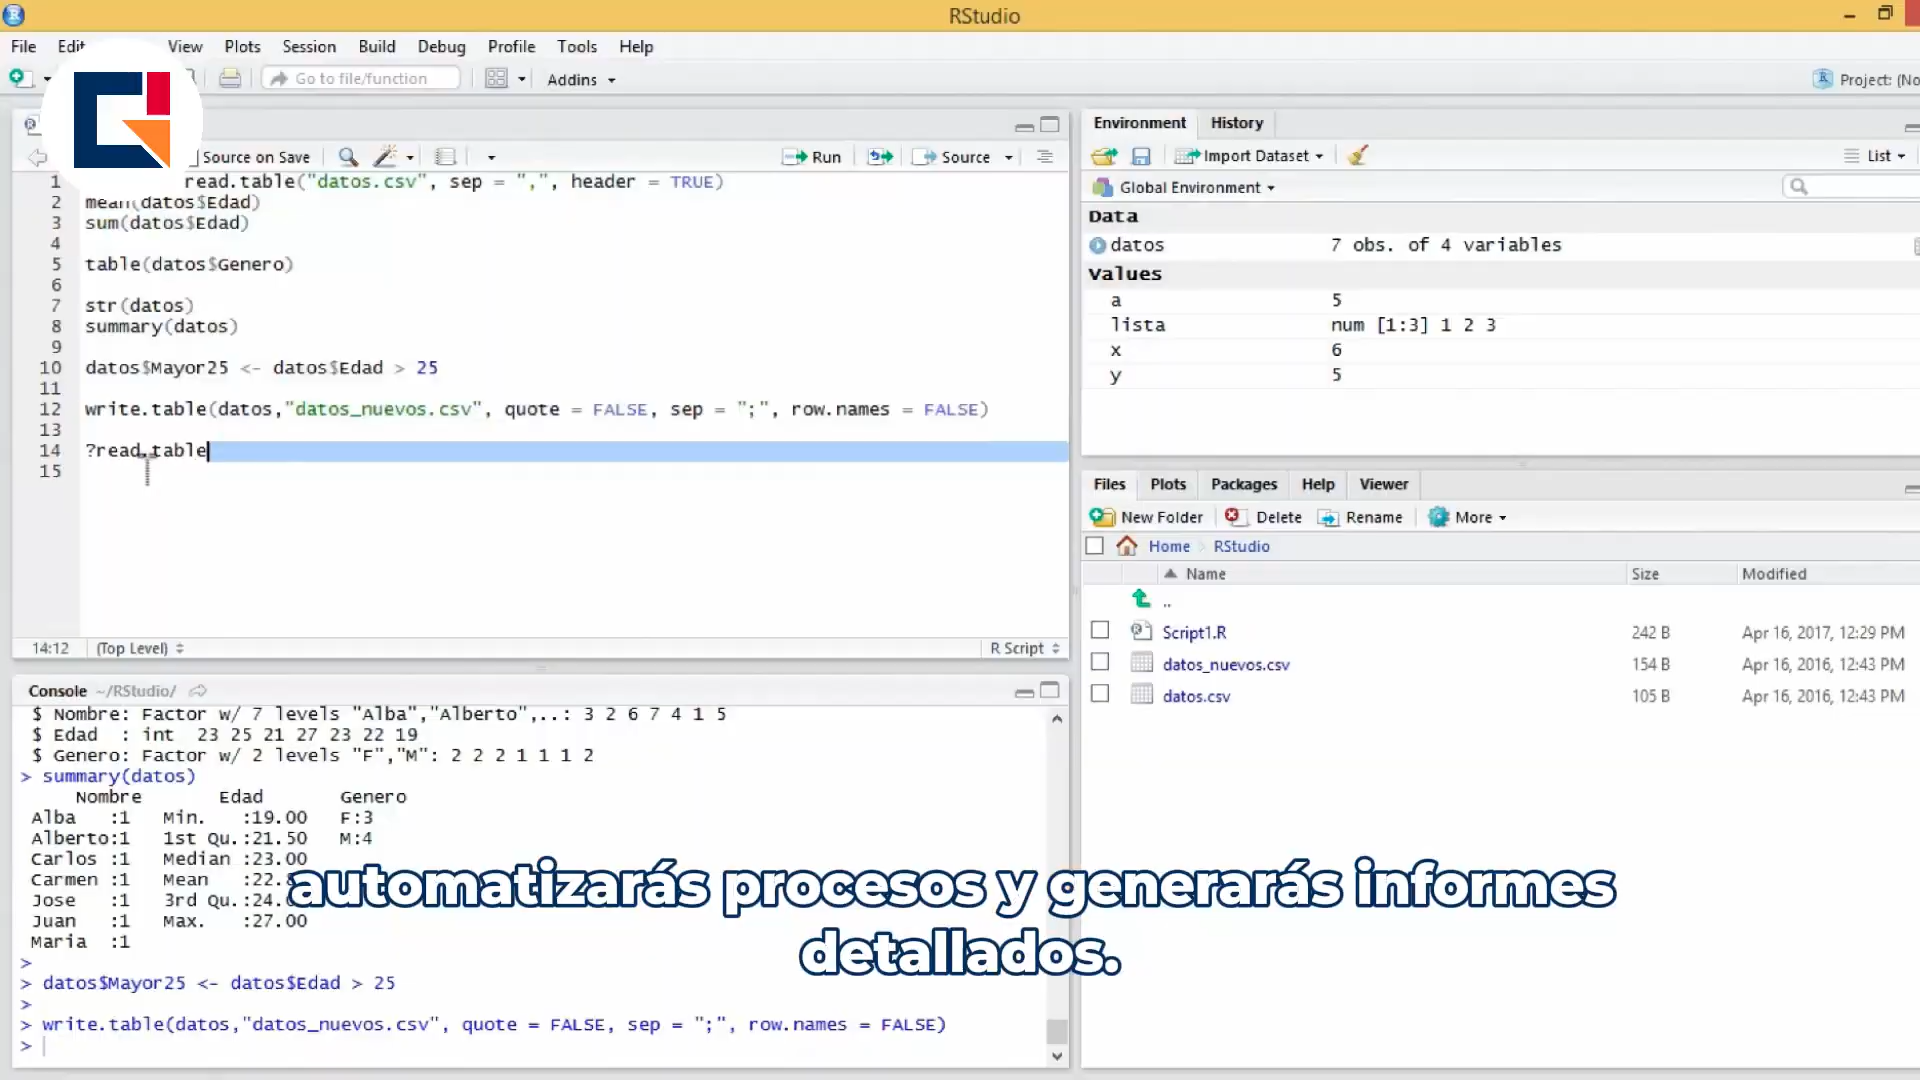 RStudio
File Edit View Plots Session Build Debug Profile Tools Help
Go to file/function Addins Project: (No
Source on Save Run Source
1 read.table("datos.csv", sep = ",", header = TRUE)
2 mean(datos$Edad)
3 sum(datos$Edad)
4
5 table(datos$Genero)
6
7 str(datos)
8 summary(datos)
9
10 datos$Mayor25 <- datos$Edad > 25
11
12 write.table(datos,"datos_nuevos.csv", quote = FALSE, sep = ";", row.names = FALSE)
13
14 ?read.table
15
14:12 (Top Level) R Script
Console ~/RStudio/
$ Nombre: Factor w/ 7 levels "Alba","Alberto",..: 3 2 6 7 4 1 5
$ Edad : int 23 25 21 27 23 22 19
$ Genero: Factor w/ 2 levels "F","M": 2 2 2 1 1 1 2
> summary(datos)
Nombre Edad Genero
Alba :1 Min. :19.00 F:3
Alberto:1 1st Qu.:21.50 M:4
Carlos :1 Median :23.00
Carmen :1 Mean :22.8
Jose :1 3rd Qu.:24.
Juan :1 Max. :27.00
Maria :1
>
> datos$Mayor25 <- datos$Edad > 25
>
> write.table(datos,"datos_nuevos.csv", quote = FALSE, sep = ";", row.names = FALSE)
>
Environment History
Import Dataset List
Global Environment
Data
datos 7 obs. of 4 variables
Values
a 5
lista num [1:3] 1 2 3
x 6
y 5
Files Plots Packages Help Viewer
New Folder Delete Rename More
Home RStudio
Name Size Modified
..
Script1.R 242 B Apr 16, 2017, 12:29 PM
datos_nuevos.csv 154 B Apr 16, 2016, 12:43 PM
datos.csv 105 B Apr 16, 2016, 12:43 PM
automatizarás procesos y generarás informes
detallados.